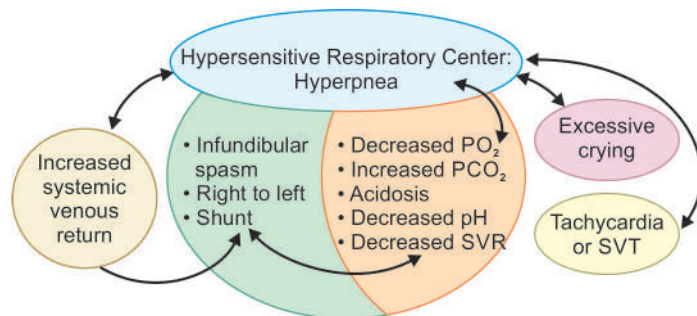 Hypersensitive Respiratory Center:
Hyperpnea
Increased
systemic
venous
return
• Infundibular
spasm
• Right to left
• Shunt
• Decreased PO₂
• Increased PCO₂
• Acidosis
• Decreased pH
• Decreased SVR
Excessive
crying
Tachycardia
or SVT